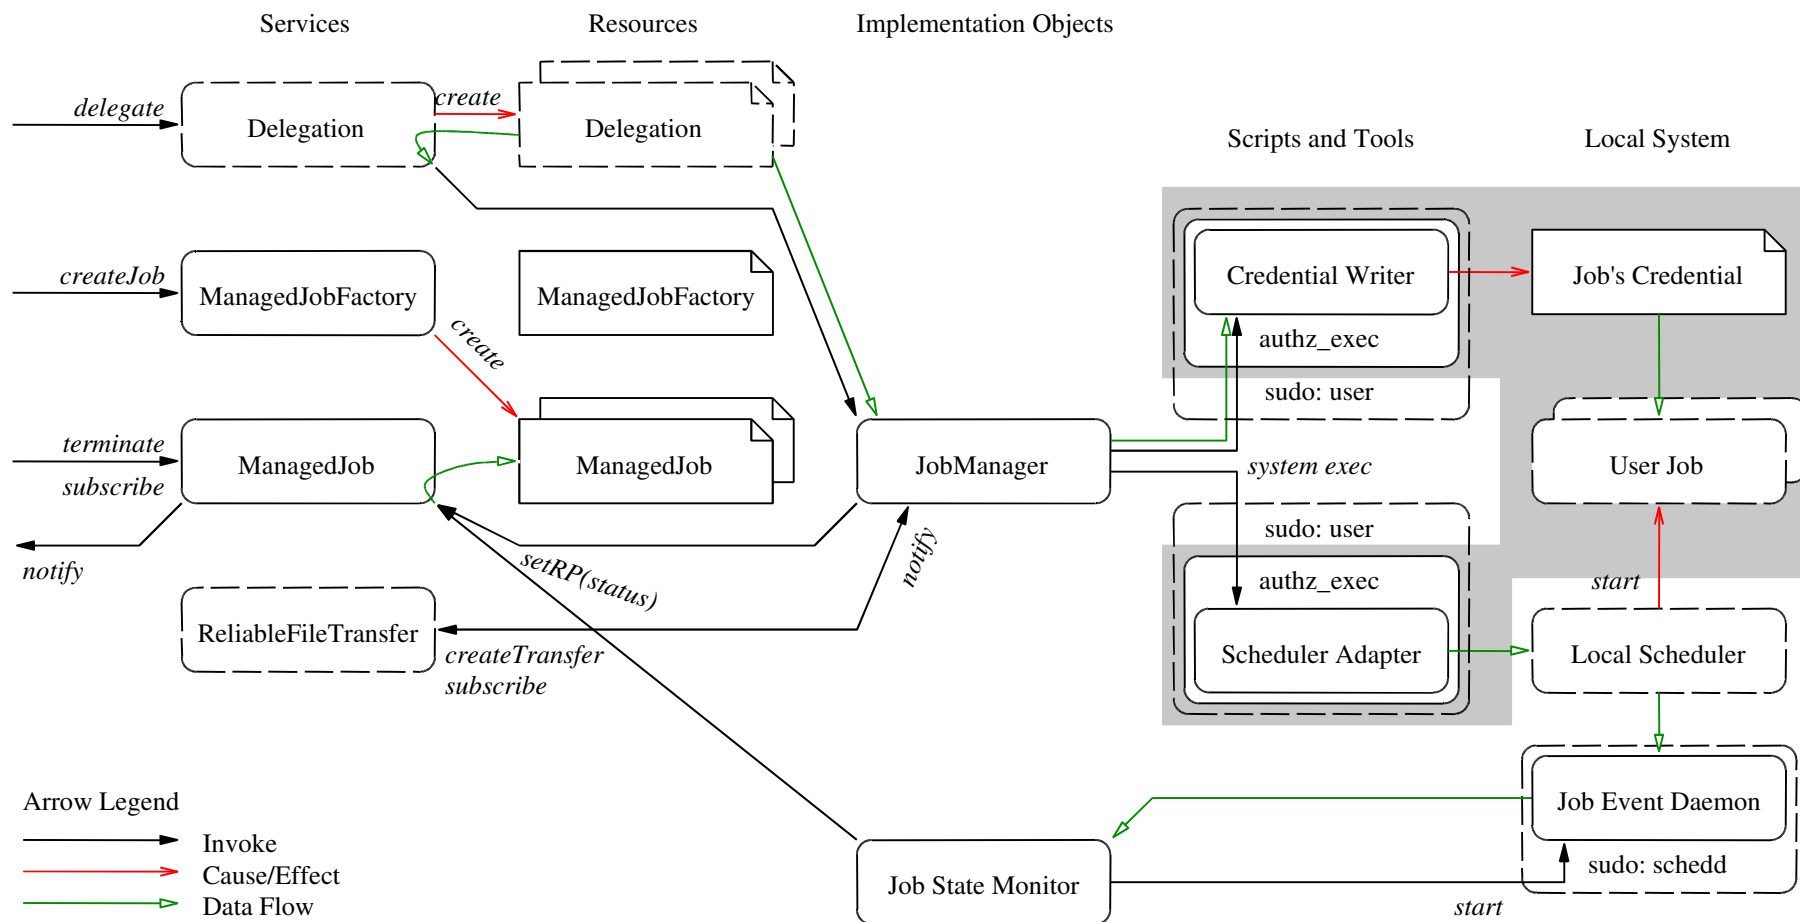 Services
Resources
Implementation Objects
delegate
Delegation
create
Delegation
Scripts and Tools
Local System
createJob
ManagedJobFactory
create
ManagedJobFactory
Credential Writer
authz_exec
sudo: user
Job's Credential
terminate
subscribe
ManagedJob
notify
ManagedJob
JobManager
system exec
User Job
setRP(status)
notify
sudo: user
authz_exec
Scheduler Adapter
start
Local Scheduler
ReliableFileTransfer
createTransfer
subscribe
Job Event Daemon
sudo: schedd
Job State Monitor
start
Arrow Legend
Invoke
Cause/Effect
Data Flow